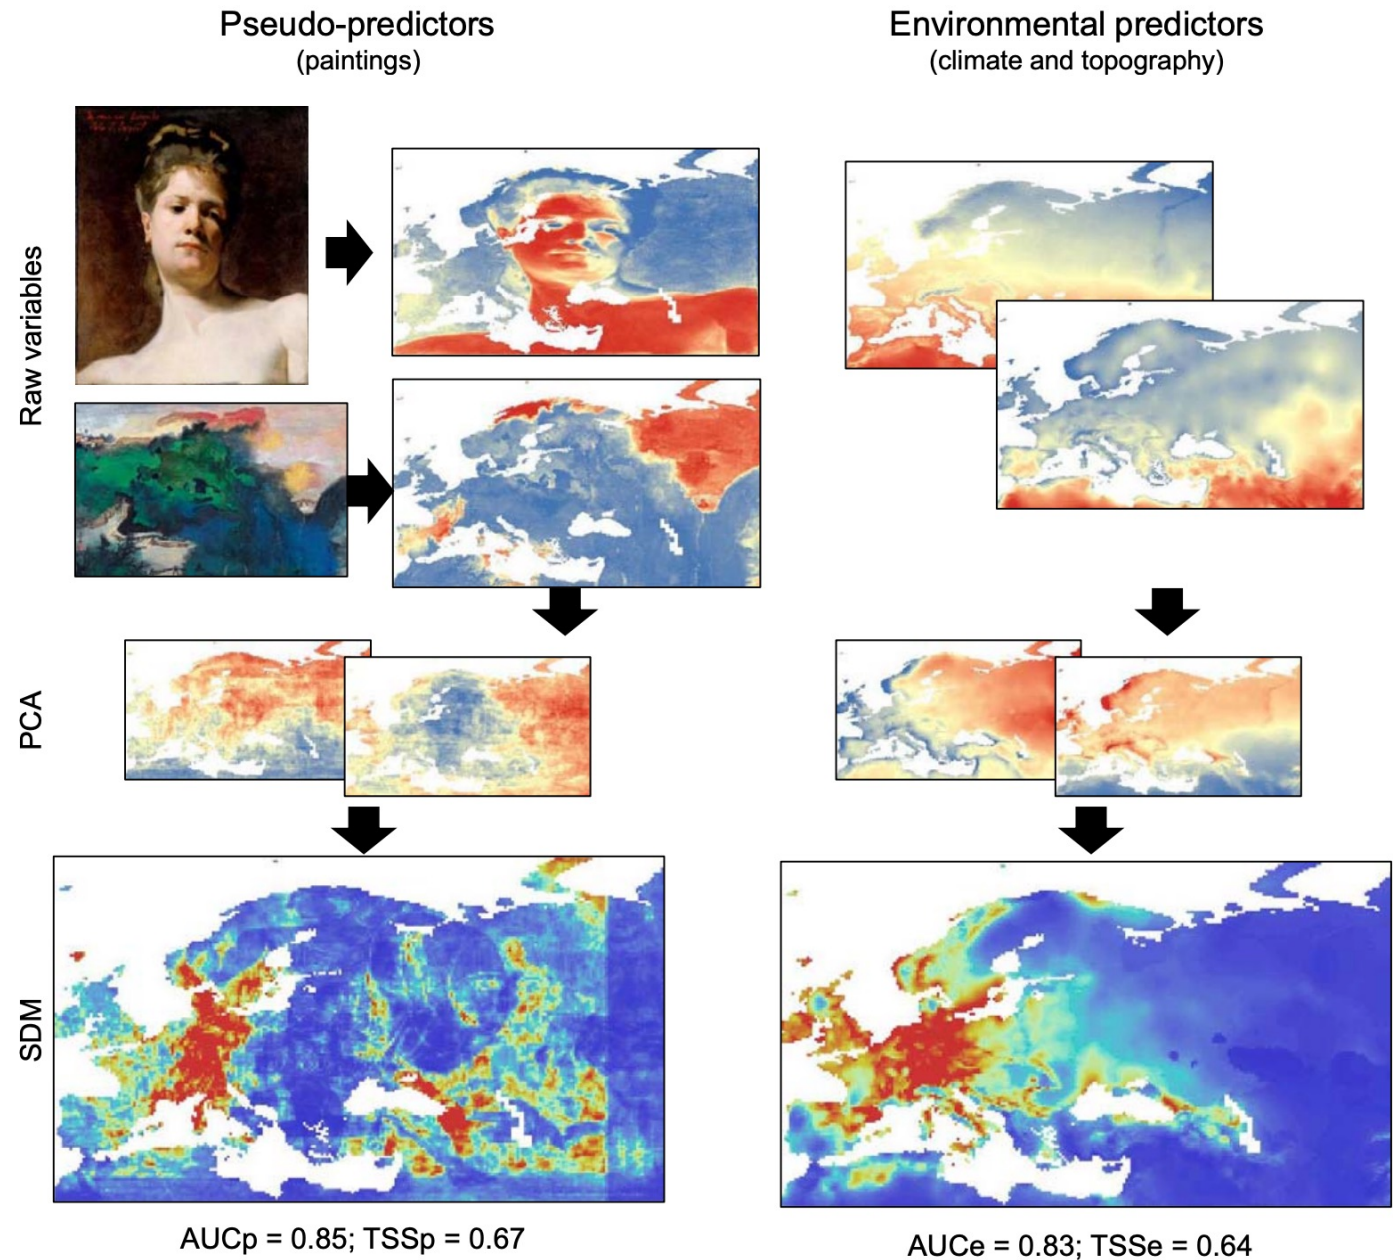 Pseudo-predictors
(paintings)
Environmental predictors
(climate and topography)
Raw variables
PCA
SDM
AUCp = 0.85; TSSp = 0.67
AUCe = 0.83; TSSe = 0.64